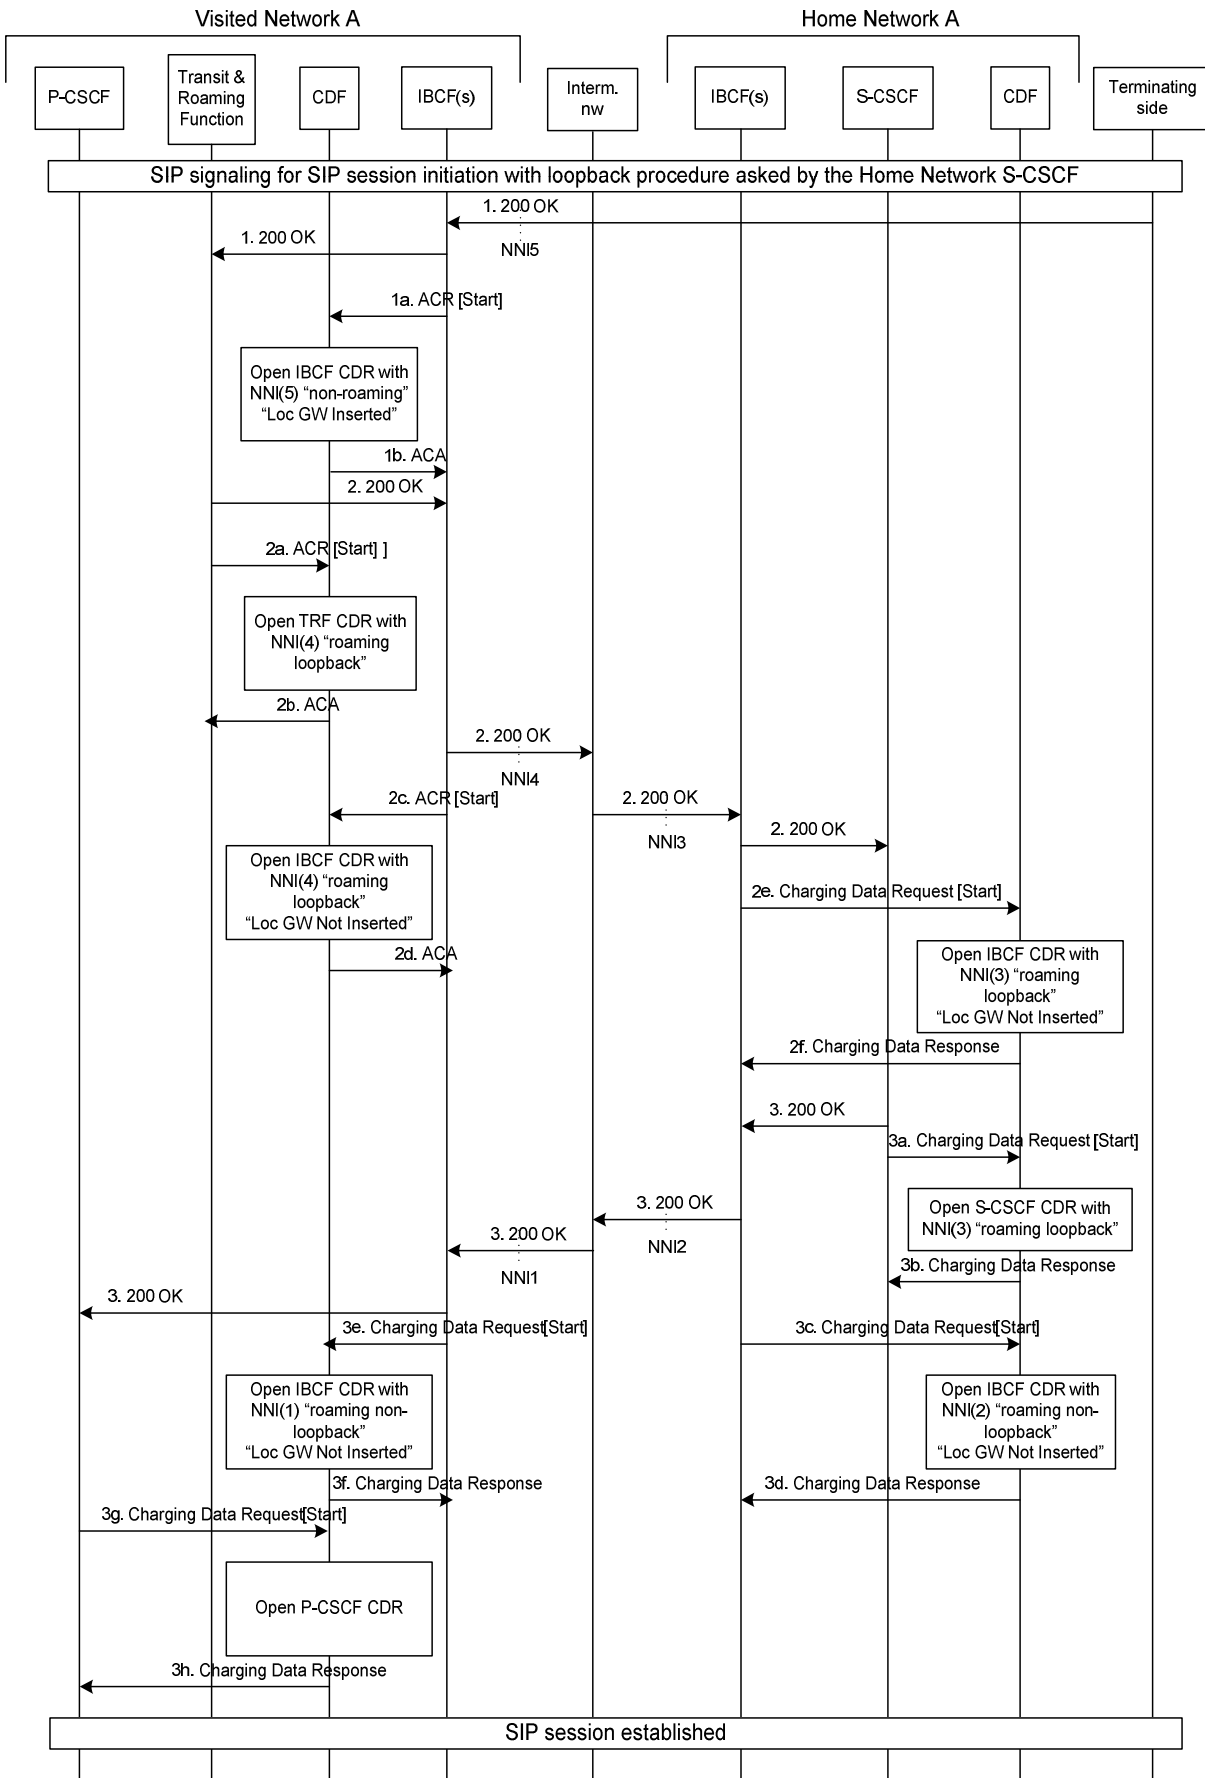 Visited Network A
Home Network A
P-CSCF
Transit &
Roaming
Function
CDF
IBCF(s)
Interm.
nw
IBCF(s)
S-CSCF
CDF
Terminating
side
SIP signaling for SIP session initiation with loopback procedure asked by the Home Network S-CSCF
1. 200 OK
1. 200 OK
NNI5
1a. ACR [Start]
Open IBCF CDR with
NNI(5) “non-roaming”
“Loc GW Inserted”
1b. ACA
2. 200 OK
2a. ACR [Start] ]
Open TRF CDR with
NNI(4) “roaming
loopback”
2b. ACA
2. 200 OK
NNI4
2c. ACR [Start]
2. 200 OK
NNI3
2. 200 OK
Open IBCF CDR with
NNI(4) “roaming
loopback”
“Loc GW Not Inserted”
2e. Charging Data Request [Start]
2d. ACA
Open IBCF CDR with
NNI(3) “roaming
loopback”
“Loc GW Not Inserted”
2f. Charging Data Response
3. 200 OK
3a. Charging Data Request [Start]
3. 200 OK
NNI2
Open S-CSCF CDR with
NNI(3) “roaming loopback”
3. 200 OK
NNI1
3b. Charging Data Response
3. 200 OK
3e. Charging Data Request[Start]
3c. Charging Data Request[Start]
Open IBCF CDR with
NNI(1) “roaming non-
loopback”
“Loc GW Not Inserted”
Open IBCF CDR with
NNI(2) “roaming non-
loopback”
“Loc GW Not Inserted”
3f. Charging Data Response
3d. Charging Data Response
3g. Charging Data Request[Start]
Open P-CSCF CDR
3h. Charging Data Response
SIP session established